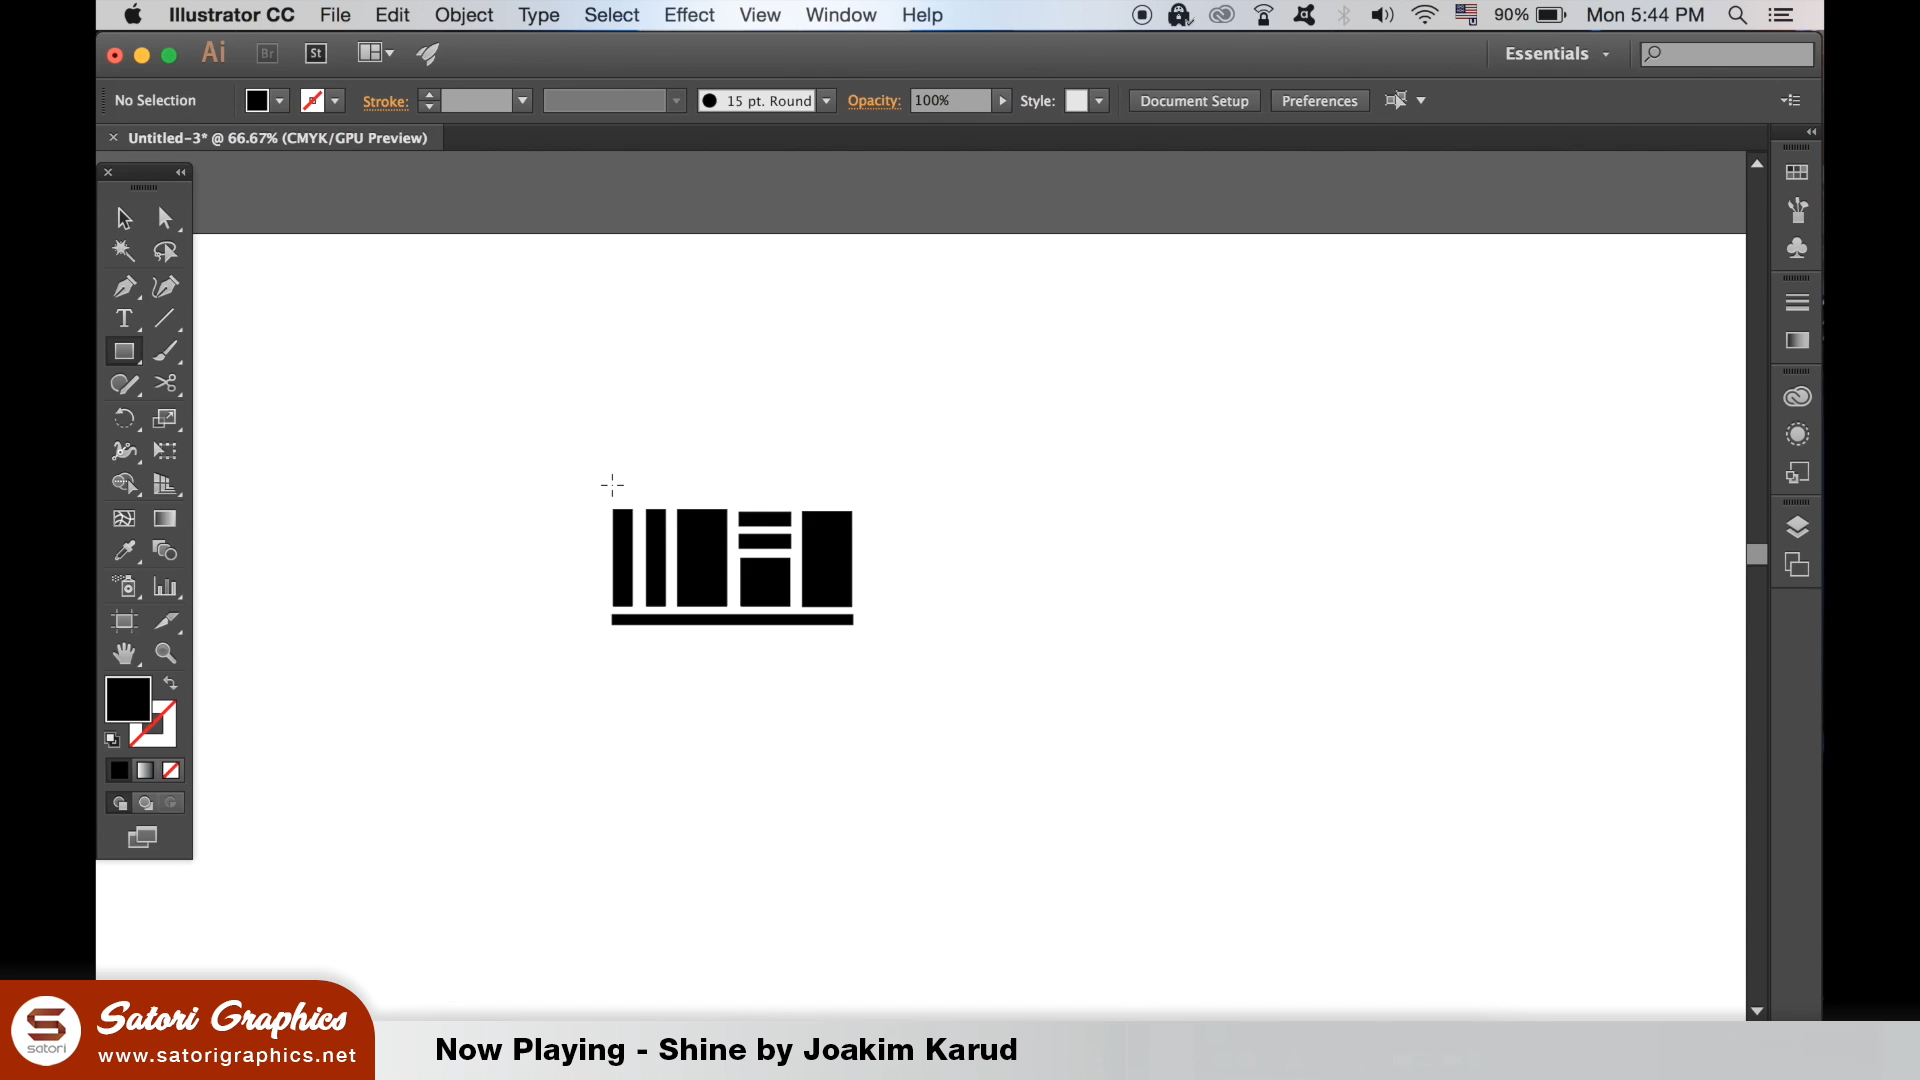 Illustrator CC File Edit Object Type Select Effect View Window Help 90% Mon 5:44 PM
Ai Br St Essentials
No Selection Stroke: 15 pt. Round Opacity: 100% Style: Document Setup Preferences
Untitled-3* @ 66.67% (CMYK/GPU Preview)
T
S
satori
Satori Graphics
www.satorigraphics.net
Now Playing - Shine by Joakim Karud